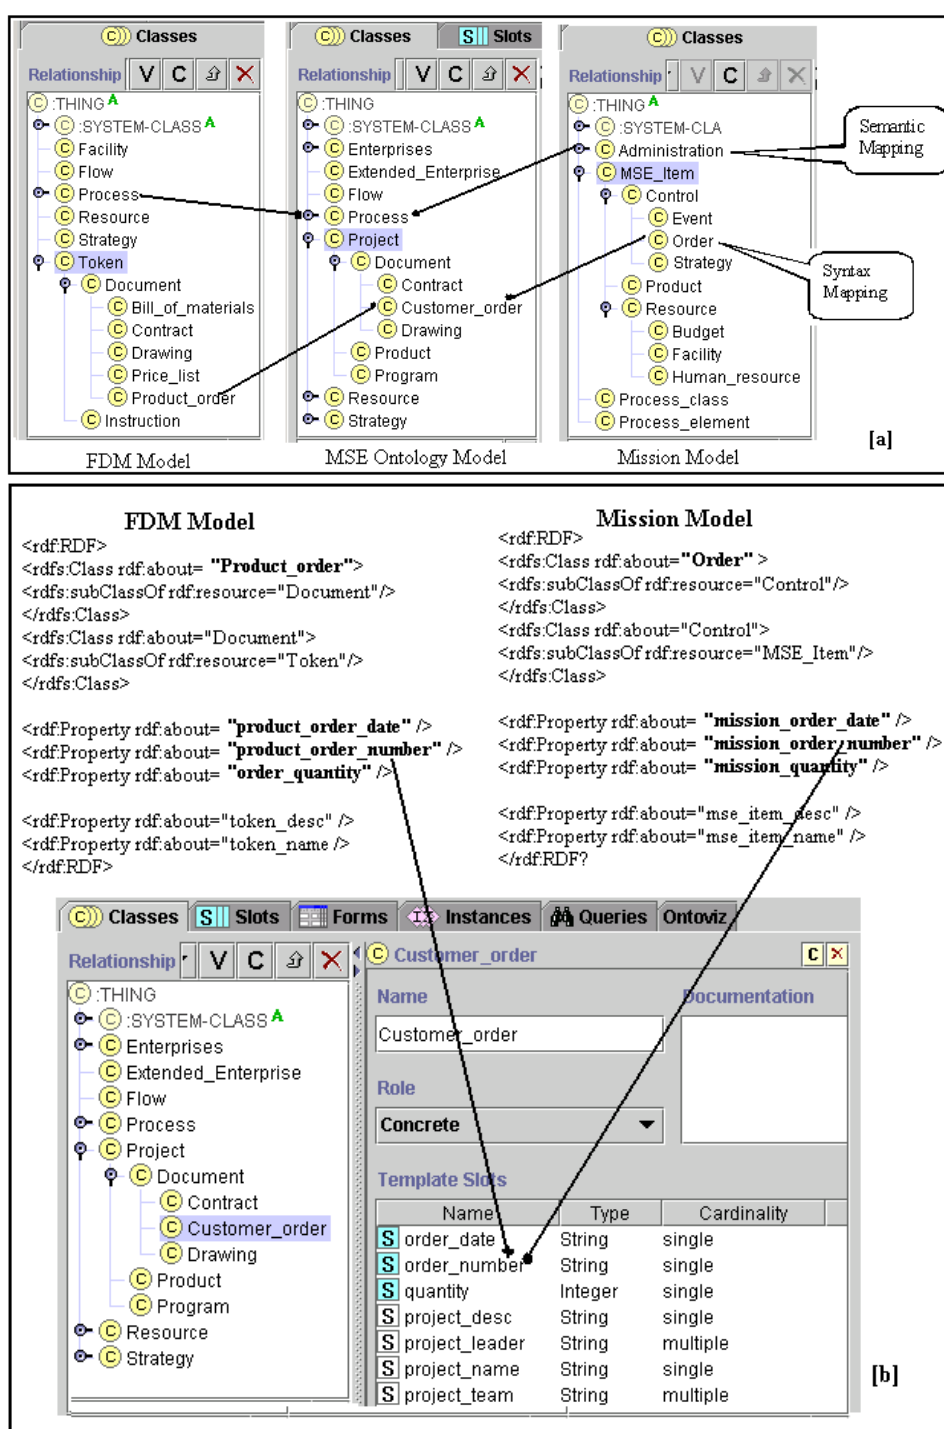 Classes
Relationship V C
:THING A
:SYSTEM-CLASS A
Facility
Flow
Process
Resource
Strategy
Token
Document
Bill_of_materials
Contract
Drawing
Price_list
Product_order
Instruction
FDM Model
Classes
S Slots
Relationship V C
:THING
:SYSTEM-CLASS A
Enterprises
Extended_Enterprise
Flow
Process
Project
Document
Contract
Customer_order
Drawing
Product
Program
Resource
Strategy
MSE Ontology Model
Classes
Relationship V C
:THING A
:SYSTEM-CLA
Administration
MSE_Item
Control
Event
Order
Strategy
Product
Resource
Budget
Facility
Human_resource
Process_class
Process_element
Mission Model
Semantic
Mapping
Syntax
Mapping
[a]
FDM Model
<rdf:RDF>
<rdfs:Class rdf:about= "Product_order">
<rdfs:subClassOf rdf:resource="Document"/>
</rdfs:Class>
<rdfs:Class rdf:about="Document">
<rdfs:subClassOf rdf:resource="Token"/>
</rdfs:Class>
<rdf:Property rdf:about= "product_order_date" />
<rdf:Property rdf:about= "product_order_number" />
<rdf:Property rdf:about= "order_quantity" />
<rdf:Property rdf:about="token_desc" />
<rdf:Property rdf:about="token_name />
</rdf:RDF>
Mission Model
<rdf:RDF>
<rdfs:Class rdf:about="Order" >
<rdfs:subClassOf rdf:resource="Control"/>
</rdfs:Class>
<rdfs:Class rdf:about="Control">
<rdfs:subClassOf rdf:resource="MSE_Item"/>
</rdfs:Class>
<rdf:Property rdf:about= "mission_order_date" />
<rdf:Property rdf:about= "mission_order_number" />
<rdf:Property rdf:about= "mission_quantity" />
<rdf:Property rdf:about="mse_item_desc" />
<rdf:Property rdf:about="mse_item_name" />
</rdf:RDF?
Classes S Slots Forms Instances Queries Ontoviz
Relationship V C
:THING
:SYSTEM-CLASS A
Enterprises
Extended_Enterprise
Flow
Process
Project
Document
Contract
Customer_order
Drawing
Product
Program
Resource
Strategy
Customer_order C
Name Documentation
Customer_order
Role
Concrete
Template Slots
Name Type Cardinality
S order_date String single
S order_number String single
S quantity Integer single
S project_desc String single
S project_leader String multiple
S project_name String single
S project_team String multiple
[b]